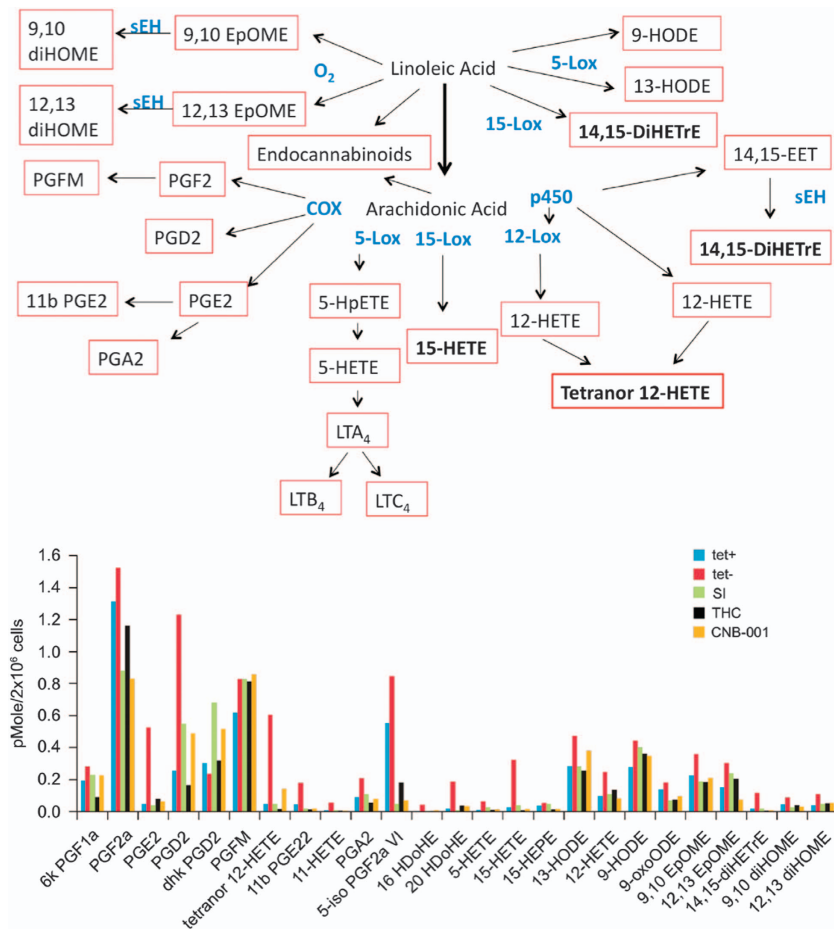 9,10
diHOME
sEH
9,10 EpOME
Linoleic Acid
9-HODE
O₂
5-Lox
13-HODE
12,13
diHOME
sEH
12,13 EpOME
15-Lox
14,15-DiHETrE
Endocannabinoids
14,15-EET
PGFM
PGF2
COX
Arachidonic Acid
p450
sEH
PGD2
5-Lox
15-Lox
12-Lox
14,15-DiHETrE
11b PGE2
PGE2
5-HpETE
12-HETE
12-HETE
PGA2
15-HETE
5-HETE
Tetranor 12-HETE
LTA₄
LTB₄
LTC₄
pMole/2x10⁶ cells
1.6
1.4
1.2
1.0
0.8
0.6
0.4
0.2
0.0
tet+
tet-
SI
THC
CNB-001
6k PGF1a
PGF2a
PGE2
PGD2
dhk PGD2
PGFM
tetranor 12-HETE
11b PGE22
11-HETE
PGA2
5-iso PGF2a VI
16 HDoHE
20 HDoHE
5-HETE
15-HETE
15-HEPE
13-HODE
12-HETE
9-HODE
9-oxoODE
9,10 EpOME
12,13 EpOME
14,15-diHETrE
9,10 diHOME
12,13 diHOME